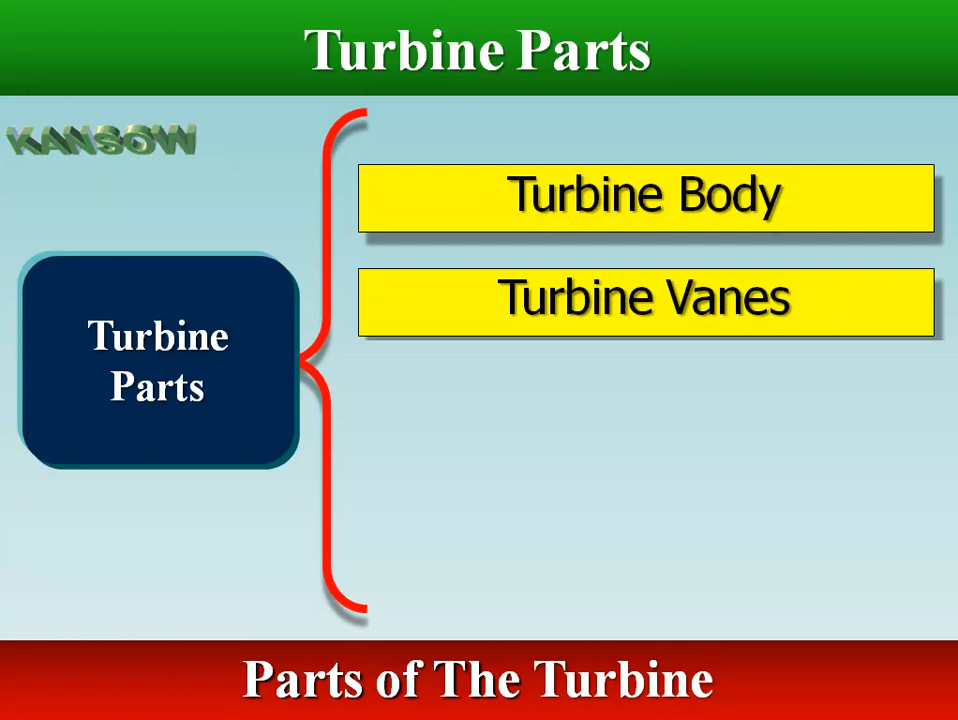 Turbine Parts
KANSOW
Turbine Body
Turbine Vanes
Turbine
Parts
Parts of The Turbine